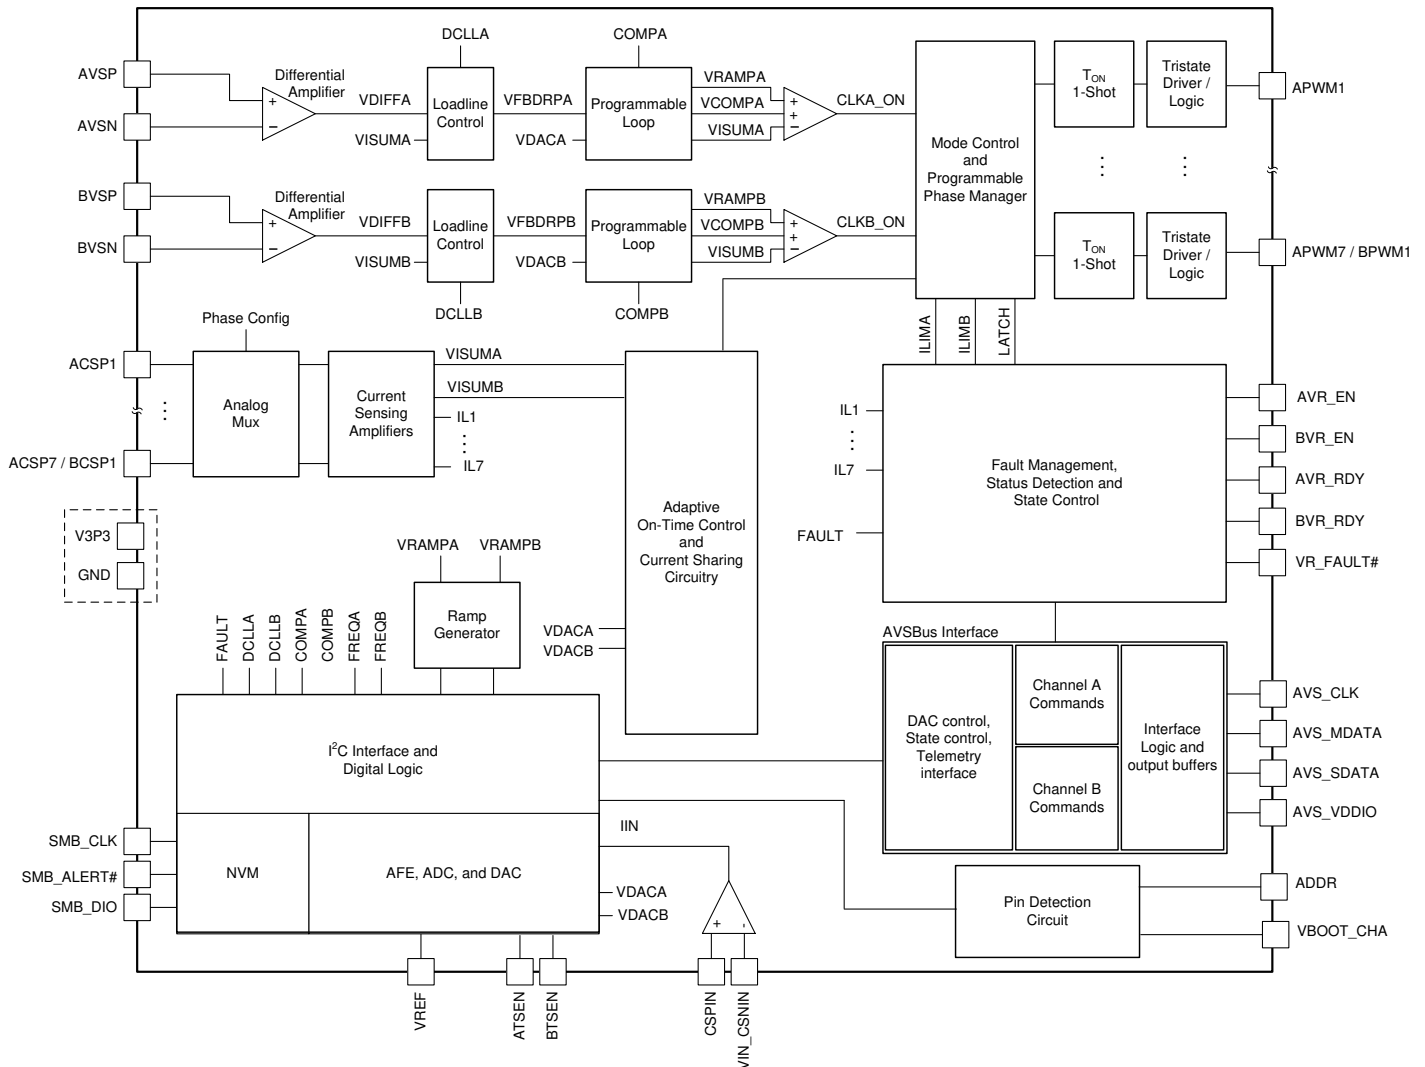 DCLLA
COMPA
AVSP
AVSN
Differential
Amplifier
+
−
VDIFFA
VISUMA
Loadline
Control
VFBDRPA
VDACA
Programmable
Loop
VRAMPA
VCOMPA
VISUMA
+
+
−
CLKA_ON
Mode Control
and
Programmable
Phase Manager
TON
1-Shot
Tristate
Driver /
Logic
APWM1
BVSP
BVSN
Differential
Amplifier
+
−
VDIFFB
VISUMB
Loadline
Control
VFBDRPB
VDACB
Programmable
Loop
VRAMPB
VCOMPB
VISUMB
+
+
−
CLKB_ON
TON
1-Shot
Tristate
Driver /
Logic
APWM7 / BPWM1
DCLLB
COMPB
Phase Config
ACSP1
ACSP7 / BCSP1
Analog
Mux
Current
Sensing
Amplifiers
VISUMA
VISUMB
IL1
IL7
Adaptive
On-Time Control
and
Current Sharing
Circuitry
VDACA
VDACB
ILIMA
ILIMB
LATCH
IL1
IL7
FAULT
Fault Management,
Status Detection and
State Control
AVR_EN
BVR_EN
AVR_RDY
BVR_RDY
VR_FAULT#
V3P3
GND
VRAMPA
VRAMPB
Ramp
Generator
FAULT
DCLLA
DCLLB
COMPA
COMPB
FREQA
FREQB
I2C Interface and
Digital Logic
NVM
AFE, ADC, and DAC
SMB_CLK
SMB_ALERT#
SMB_DIO
IIN
VDACA
VDACB
+
-
VREF
ATSEN
BTSEN
CSPIN
VIN_CSNIN
AVSBus Interface
DAC control,
State control,
Telemetry
interface
Channel A
Commands
Channel B
Commands
Interface
Logic and
output buffers
AVS_CLK
AVS_MDATA
AVS_SDATA
AVS_VDDIO
Pin Detection
Circuit
ADDR
VBOOT_CHA